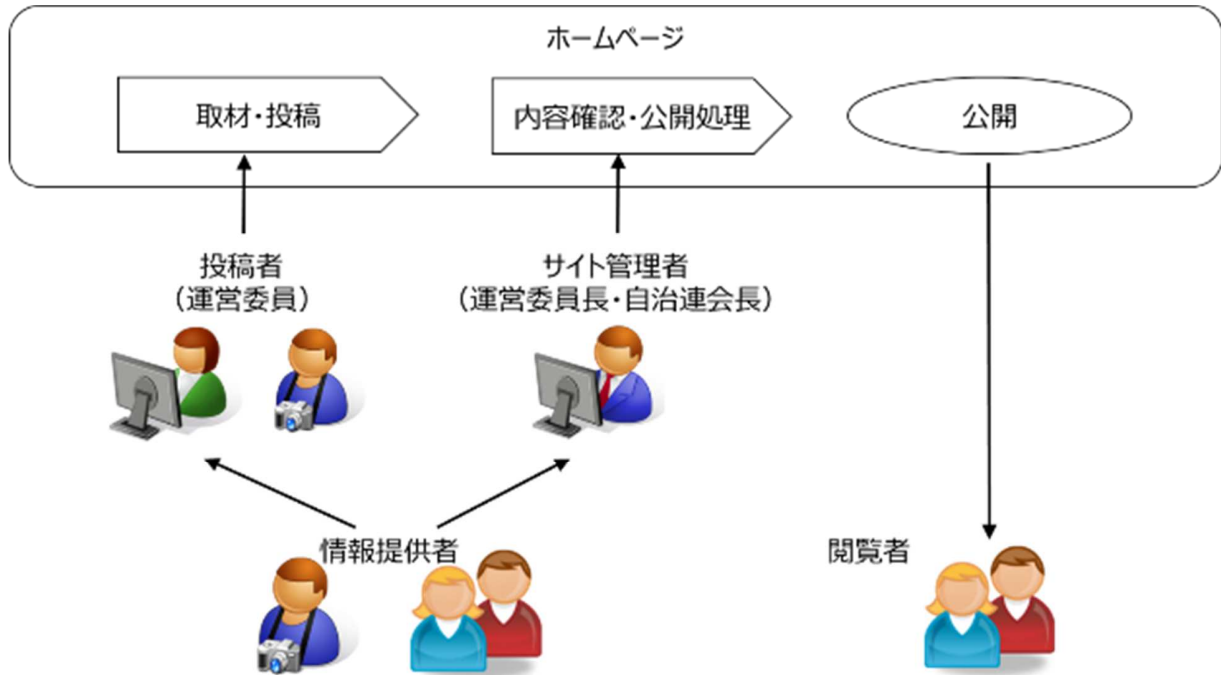 ホームページ
取材・投稿
内容確認・公開処理
公開
投稿者
（運営委員）
サイト管理者
（運営委員長・自治連会長）
情報提供者
閲覧者